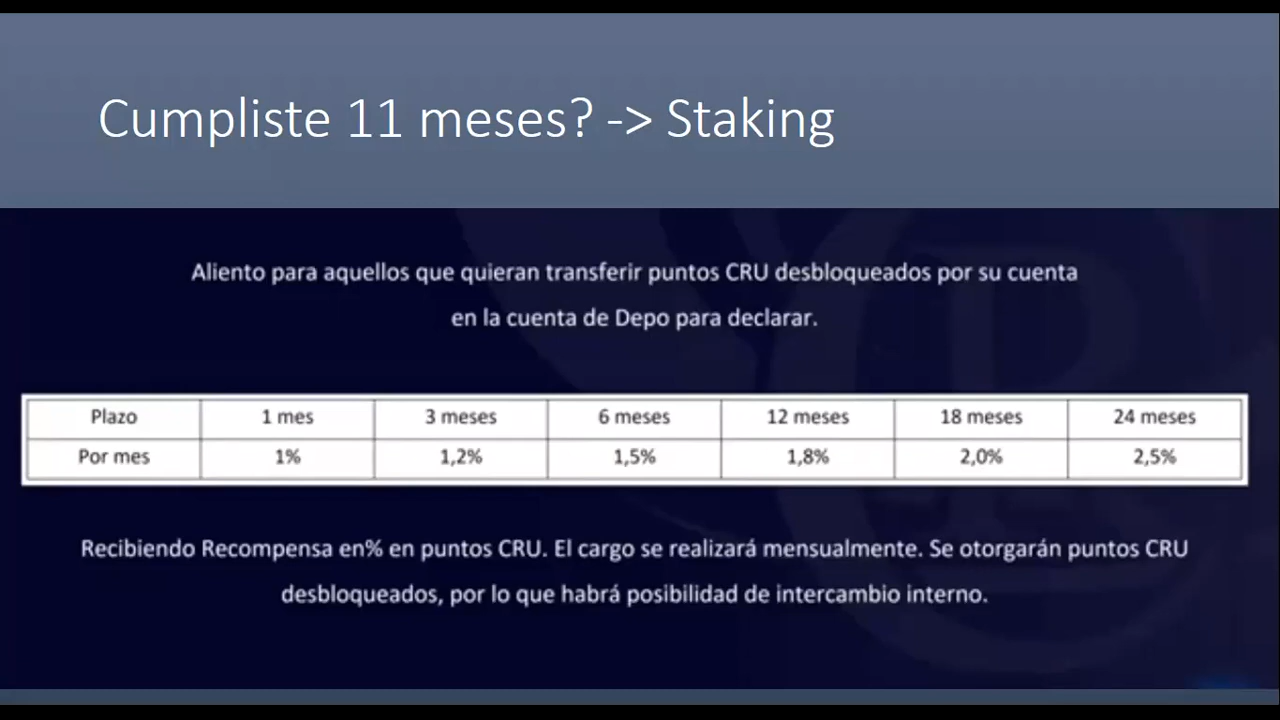 Cumpliste 11 meses? -> Staking
Aliento para aquellos que quieran transferir puntos CRU desbloqueados por su cuenta
en la cuenta de Depo para declarar.
Plazo 1 mes 3 meses 6 meses 12 meses 18 meses 24 meses
Por mes 1% 1,2% 1,5% 1,8% 2,0% 2,5%
Recibiendo Recompensa en% en puntos CRU. El cargo se realizará mensualmente. Se otorgarán puntos CRU
desbloqueados, por lo que habrá posibilidad de intercambio interno.